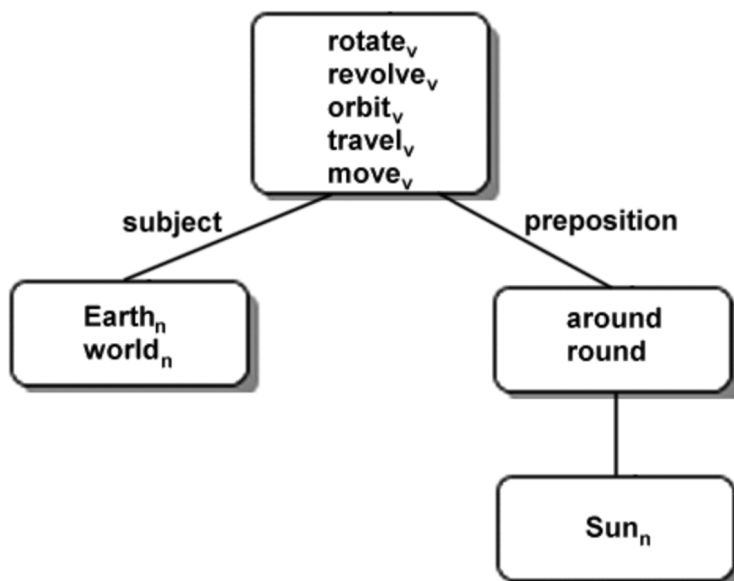 rotateᵥ
revolveᵥ
orbitᵥ
travelᵥ
moveᵥ
subject
preposition
Earthₙ
worldₙ
around
round
Sunₙ